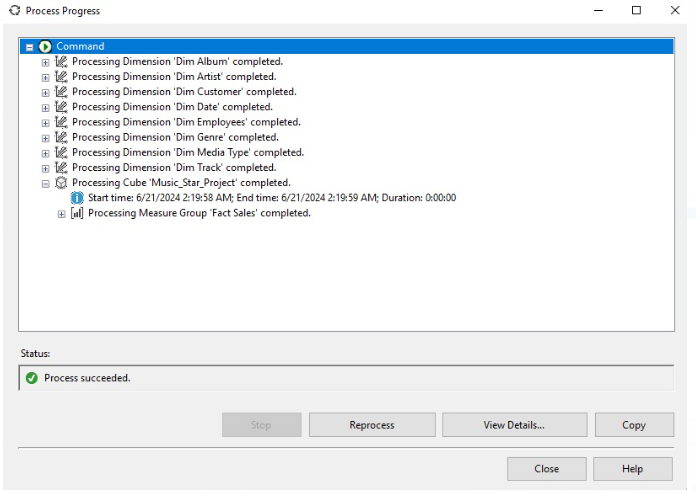 Process Progress
Command
Processing Dimension 'Dim Album' completed.
Processing Dimension 'Dim Artist' completed.
Processing Dimension 'Dim Customer' completed.
Processing Dimension 'Dim Date' completed.
Processing Dimension 'Dim Employees' completed.
Processing Dimension 'Dim Genre' completed.
Processing Dimension 'Dim Media Type' completed.
Processing Dimension 'Dim Track' completed.
Processing Cube 'Music_Star_Project' completed.
Start time: 6/21/2024 2:19:58 AM; End time: 6/21/2024 2:19:59 AM; Duration: 0:00:00
Processing Measure Group 'Fact Sales' completed.
Status:
Process succeeded.
Stop Reprocess View Details... Copy
Close Help